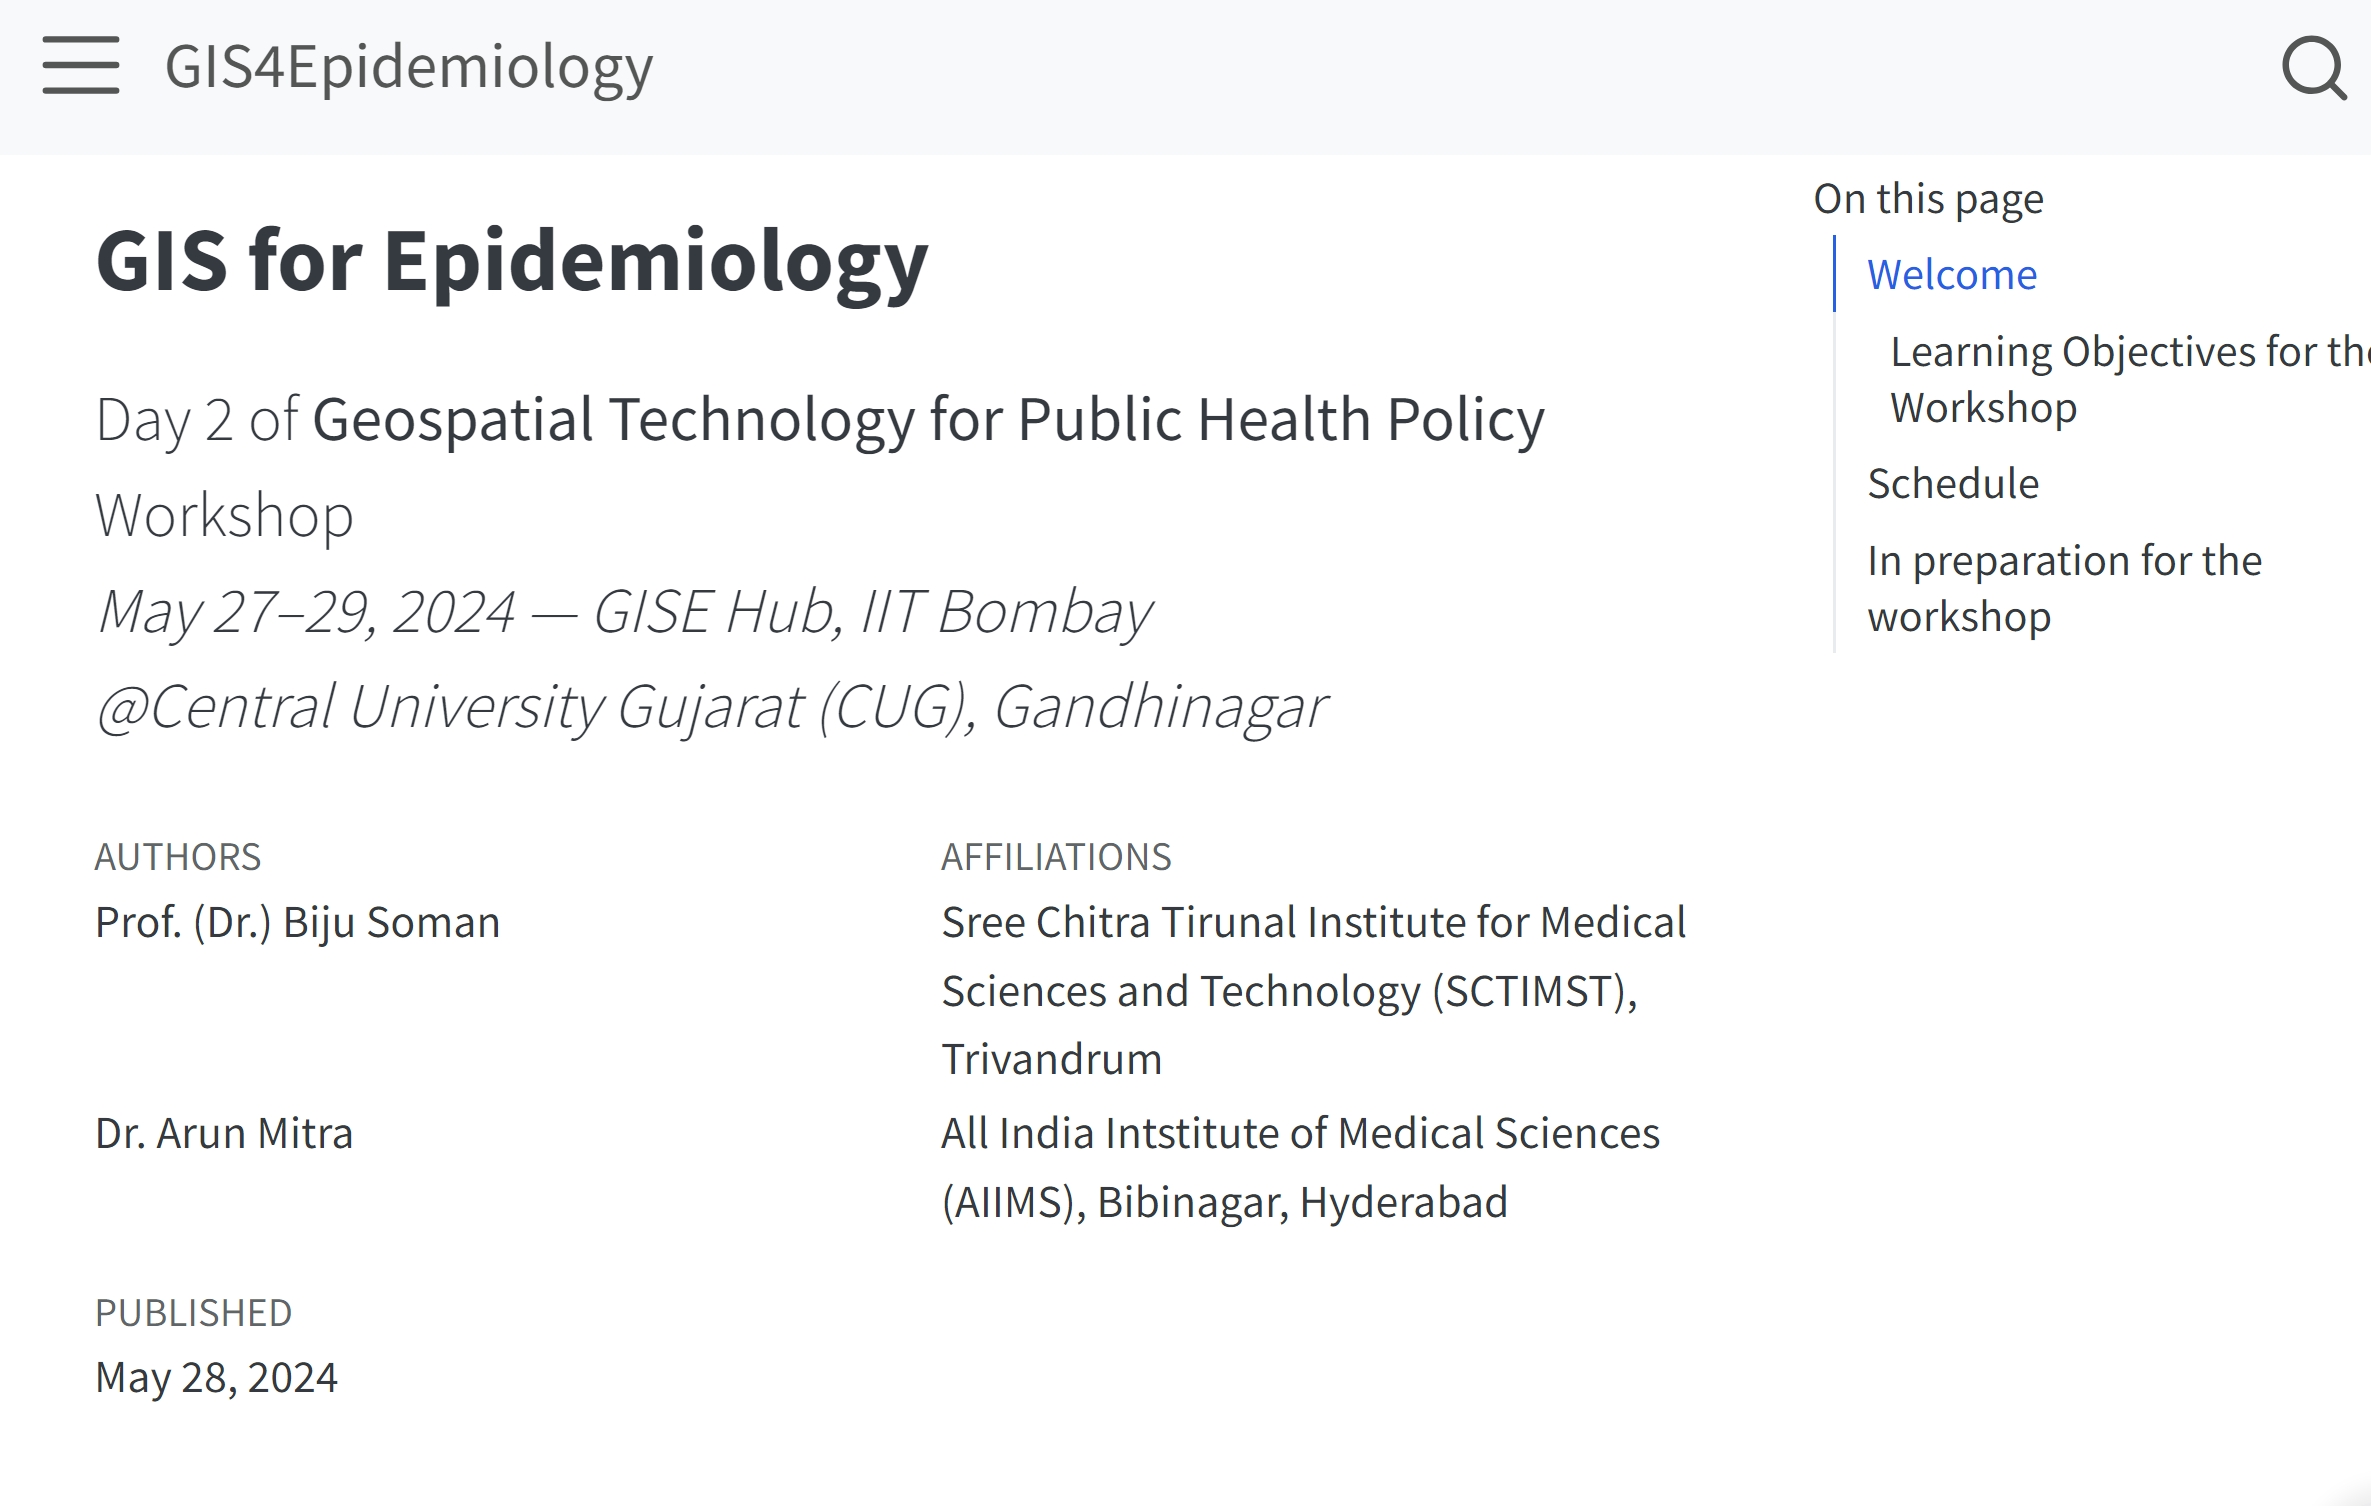 GIS4Epidemiology
GIS for Epidemiology
Day 2 of Geospatial Technology for Public Health Policy
Workshop
May 27–29, 2024 — GISE Hub, IIT Bombay
@Central University Gujarat (CUG), Gandhinagar
AUTHORS
AFFILIATIONS
Prof. (Dr.) Biju Soman
Sree Chitra Tirunal Institute for Medical
Sciences and Technology (SCTIMST),
Trivandrum
Dr. Arun Mitra
All India Intstitute of Medical Sciences
(AIIMS), Bibinagar, Hyderabad
PUBLISHED
May 28, 2024
On this page
Welcome
Learning Objectives for the
Workshop
Schedule
In preparation for the
workshop